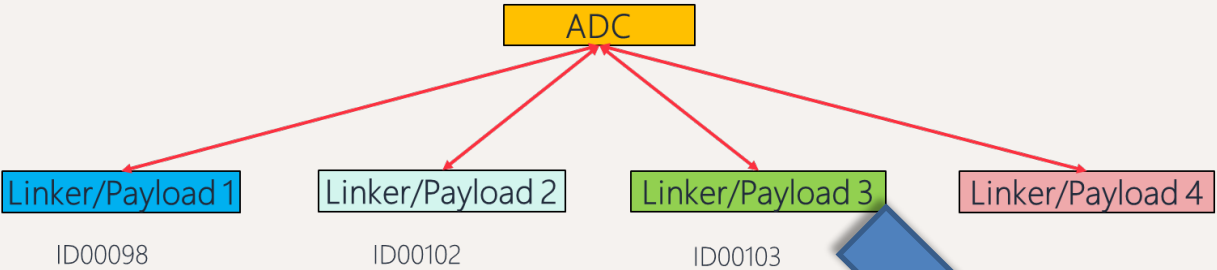 ADC
Linker/Payload 1
Linker/Payload 2
Linker/Payload 3
Linker/Payload 4
ID00098
ID00102
ID00103